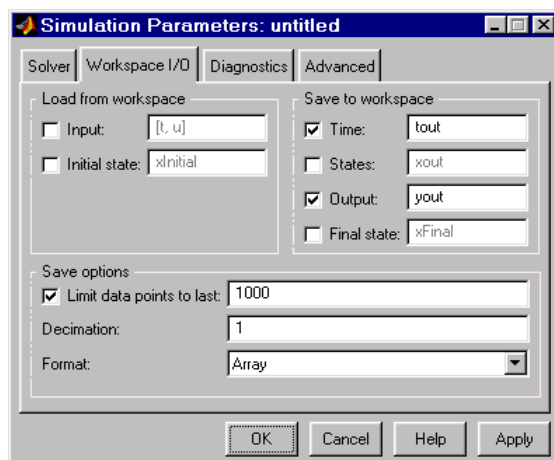 Simulation Parameters: untitled
Solver Workspace I/O Diagnostics Advanced
Load from workspace
Input: [t, u]
Initial state: xInitial
Save to workspace
Time: tout
States: xout
Output: yout
Final state: xFinal
Save options
Limit data points to last: 1000
Decimation: 1
Format: Array
OK Cancel Help Apply